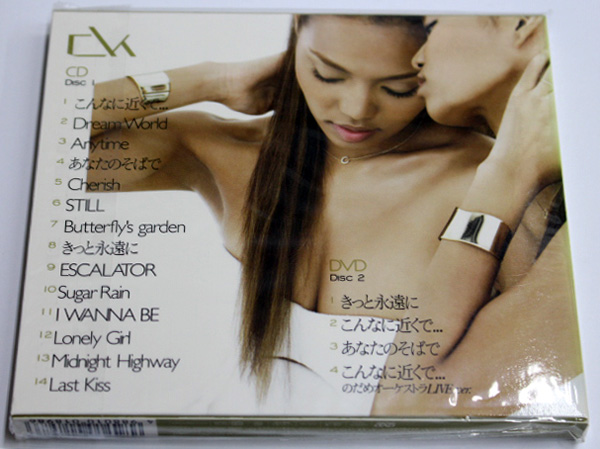 CK
CD
Disc 1
1 こんなに近くで...
2 Dream World
3 Anytime
4 あなたのそばで
5 Cherish
6 STILL
7 Butterfly's garden
8 きっと永遠に
9 ESCALATOR
10 Sugar Rain
11 I WANNA BE
12 Lonely Girl
13 Midnight Highway
14 Last Kiss
DVD
Disc 2
1 きっと永遠に
2 こんなに近くで...
3 あなたのそばで
4 こんなに近くで...
のだめオーケストラLIVE ver.